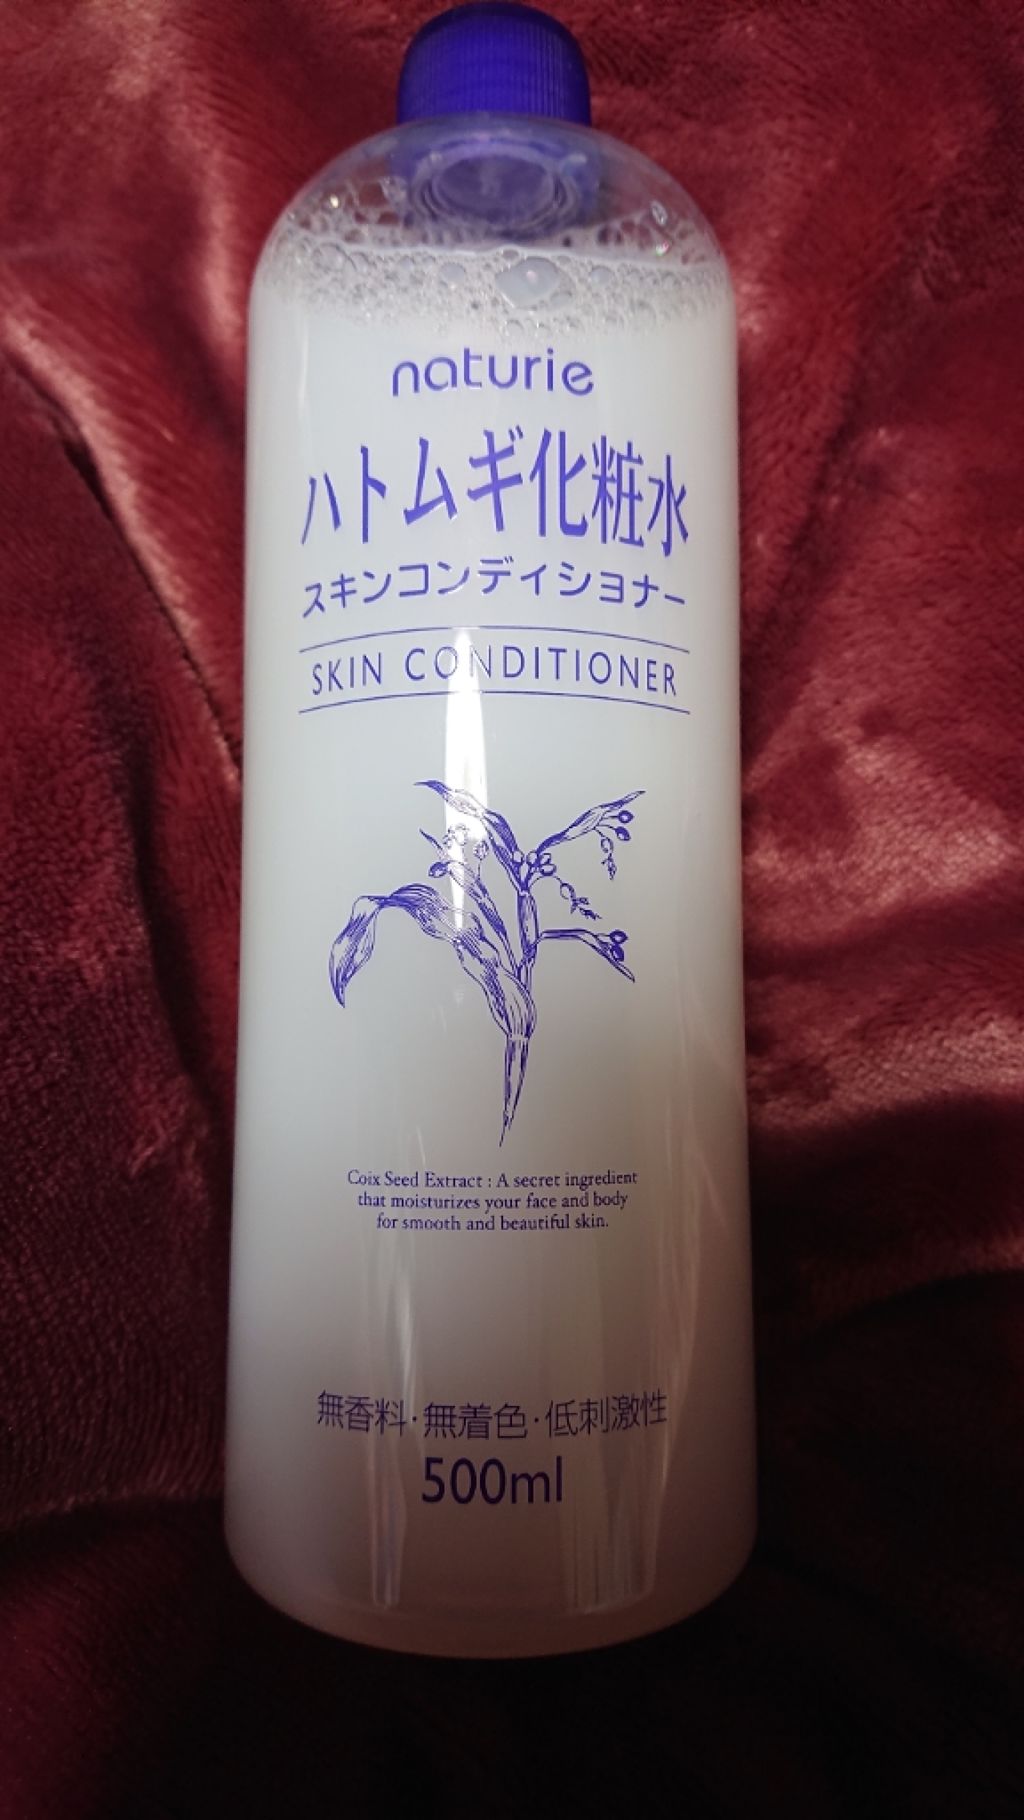 naturie
ハトムギ化粧水
スキンコンディショナー
SKIN CONDITIONER
Coix Seed Extract : A secret ingredient
that moisturizes your face and body
for smooth and beautiful skin.
無香料･無着色･低刺激性
500ml